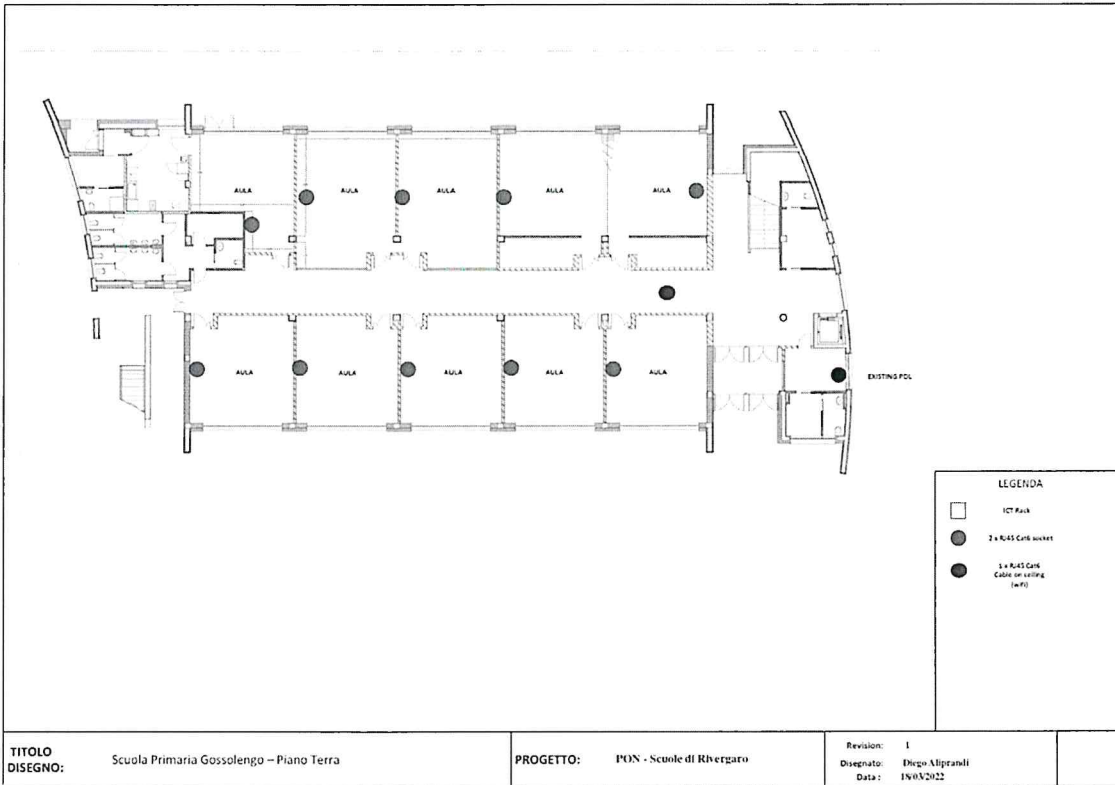 AULA
AULA
AULA
AULA
AULA
AULA
AULA
AULA
AULA
AULA
EXISTING PDL
LEGENDA
ICT Rack
2 x RJ45 Cat6 socket
1 x RJ45 Cat6
Cable on ceiling
(wifi)
TITOLO
DISEGNO:
Scuola Primaria Gossolengo – Piano Terra
PROGETTO:
PON - Scuole di Rivergaro
Revision: 1
Disegnato: Diego Aliprandi
Data : 18/03/2022